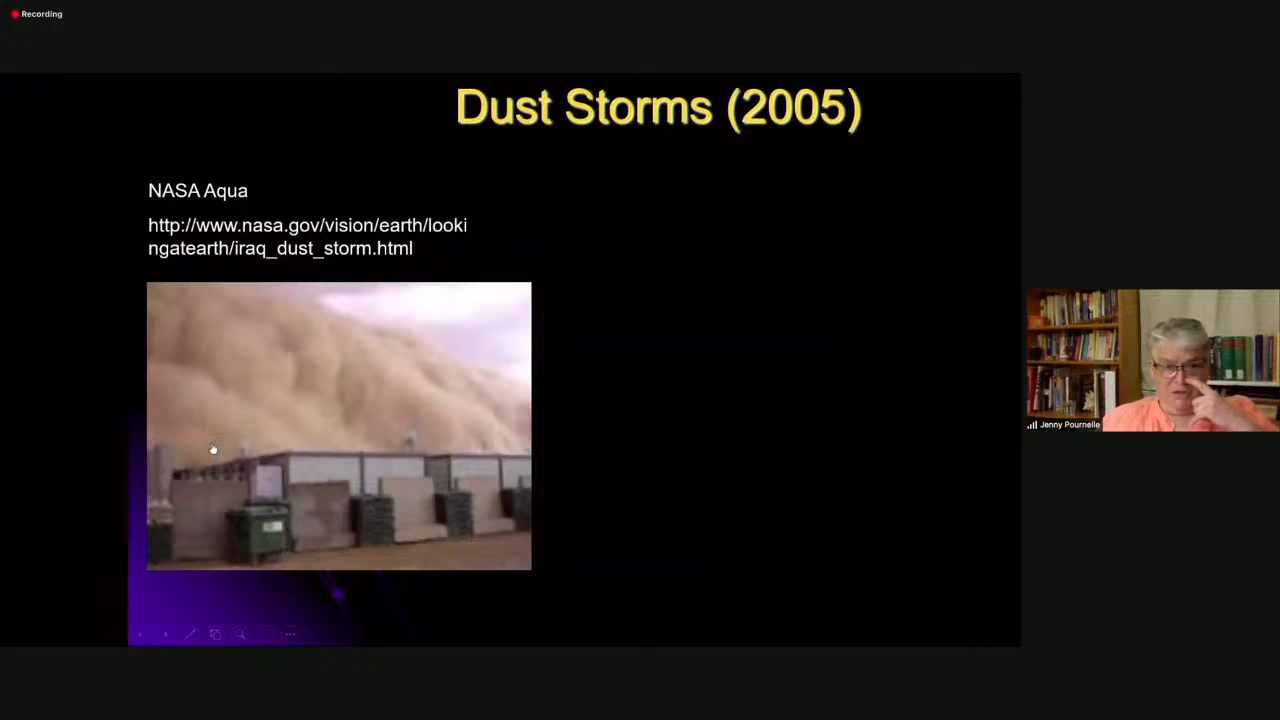 Recording
Dust Storms (2005)
NASA Aqua
http://www.nasa.gov/vision/earth/looki
ngatearth/iraq_dust_storm.html
Jenny Pournelle